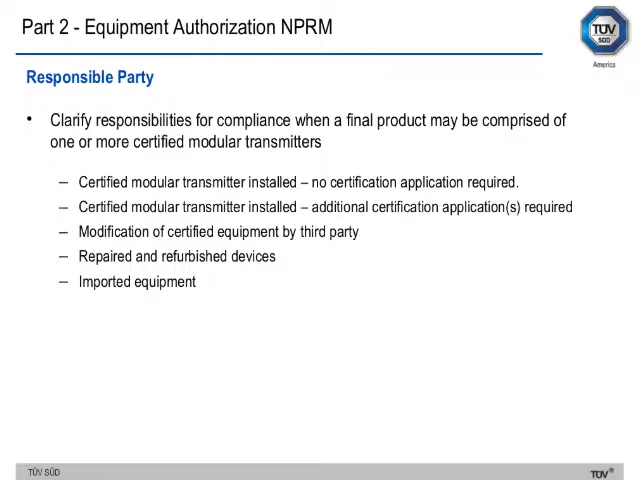 Part 2 - Equipment Authorization NPRM
TÜV
SÜD
America
Responsible Party
• Clarify responsibilities for compliance when a final product may be comprised of
one or more certified modular transmitters
– Certified modular transmitter installed – no certification application required.
– Certified modular transmitter installed – additional certification application(s) required
– Modification of certified equipment by third party
– Repaired and refurbished devices
– Imported equipment
TÜV SÜD
TÜV®